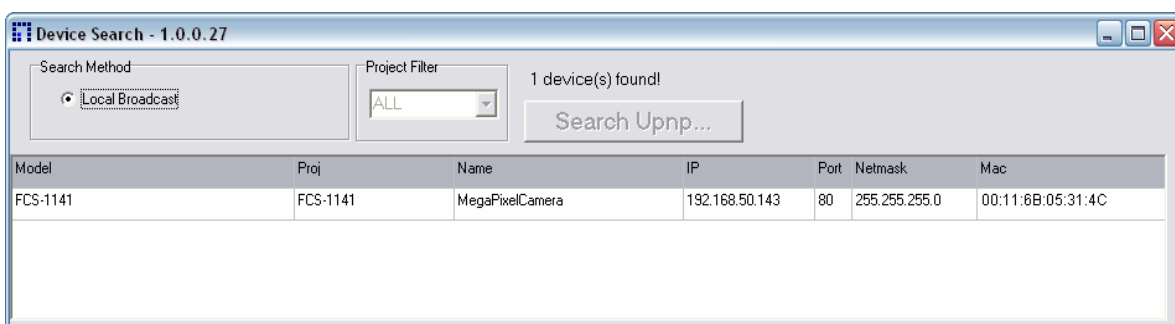 Device Search - 1.0.0.27
Search Method
Local Broadcast
Project Filter
ALL
1 device(s) found!
Search Upnp...
Model Proj Name IP Port Netmask Mac
FCS-1141 FCS-1141 MegaPixelCamera 192.168.50.143 80 255.255.255.0 00:11:6B:05:31:4C